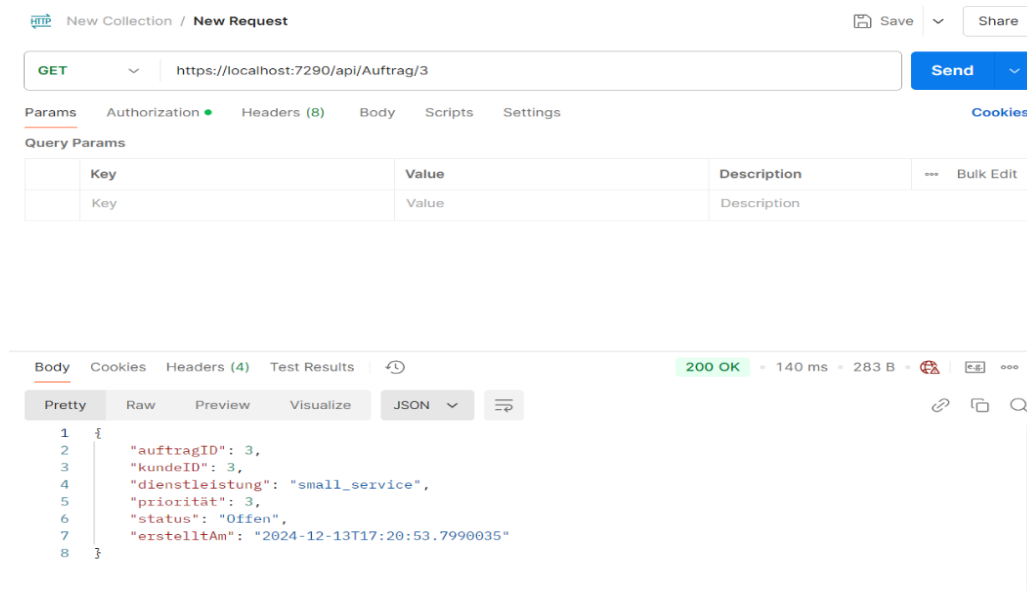 HTTP New Collection / New Request Save Share
GET https://localhost:7290/api/Auftrag/3 Send
Params Authorization Headers (8) Body Scripts Settings Cookies
Query Params
Key Value Description Bulk Edit
Key Value Description
Body Cookies Headers (4) Test Results 200 OK 140 ms 283 B e.g.
Pretty Raw Preview Visualize JSON
1 {
2 "auftragID": 3,
3 "kundeID": 3,
4 "dienstleistung": "small_service",
5 "priorität": 3,
6 "status": "Offen",
7 "erstelltAm": "2024-12-13T17:20:53.7990035"
8 }